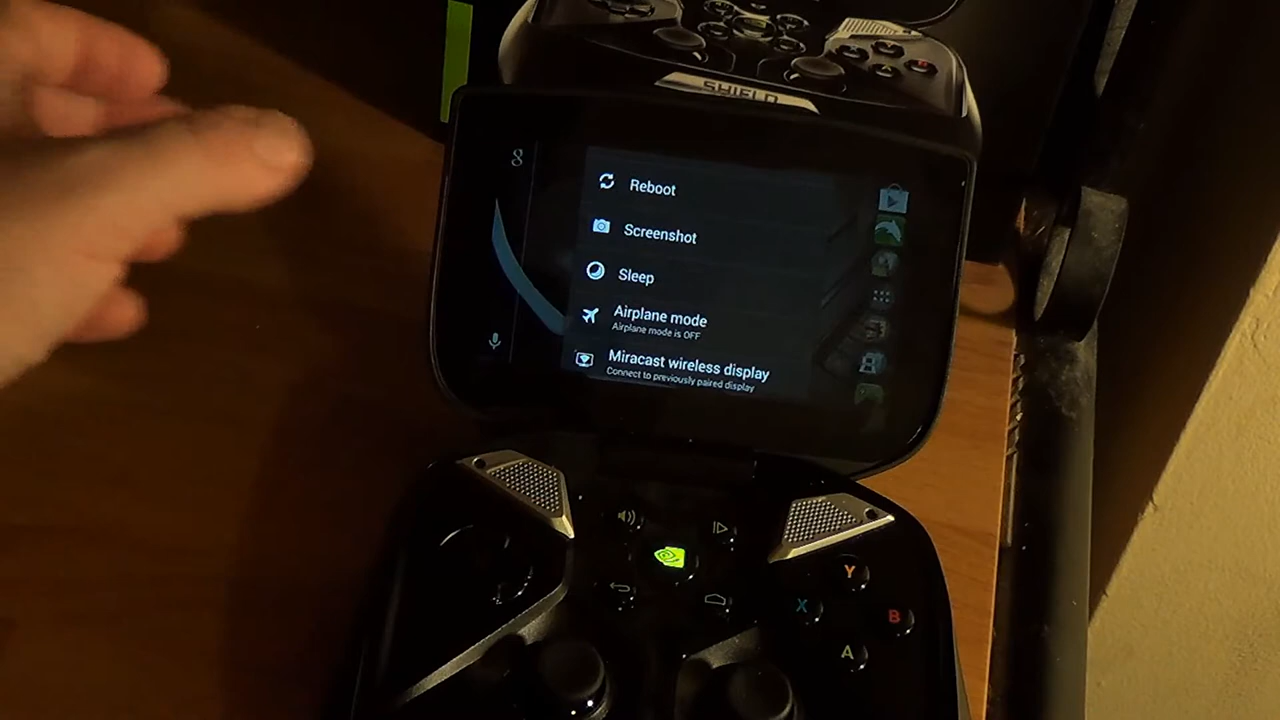 SHIELD
Reboot
Screenshot
Sleep
Airplane mode
Airplane mode is OFF
Miracast wireless display
Connect to previously paired display
Y
X
B
A